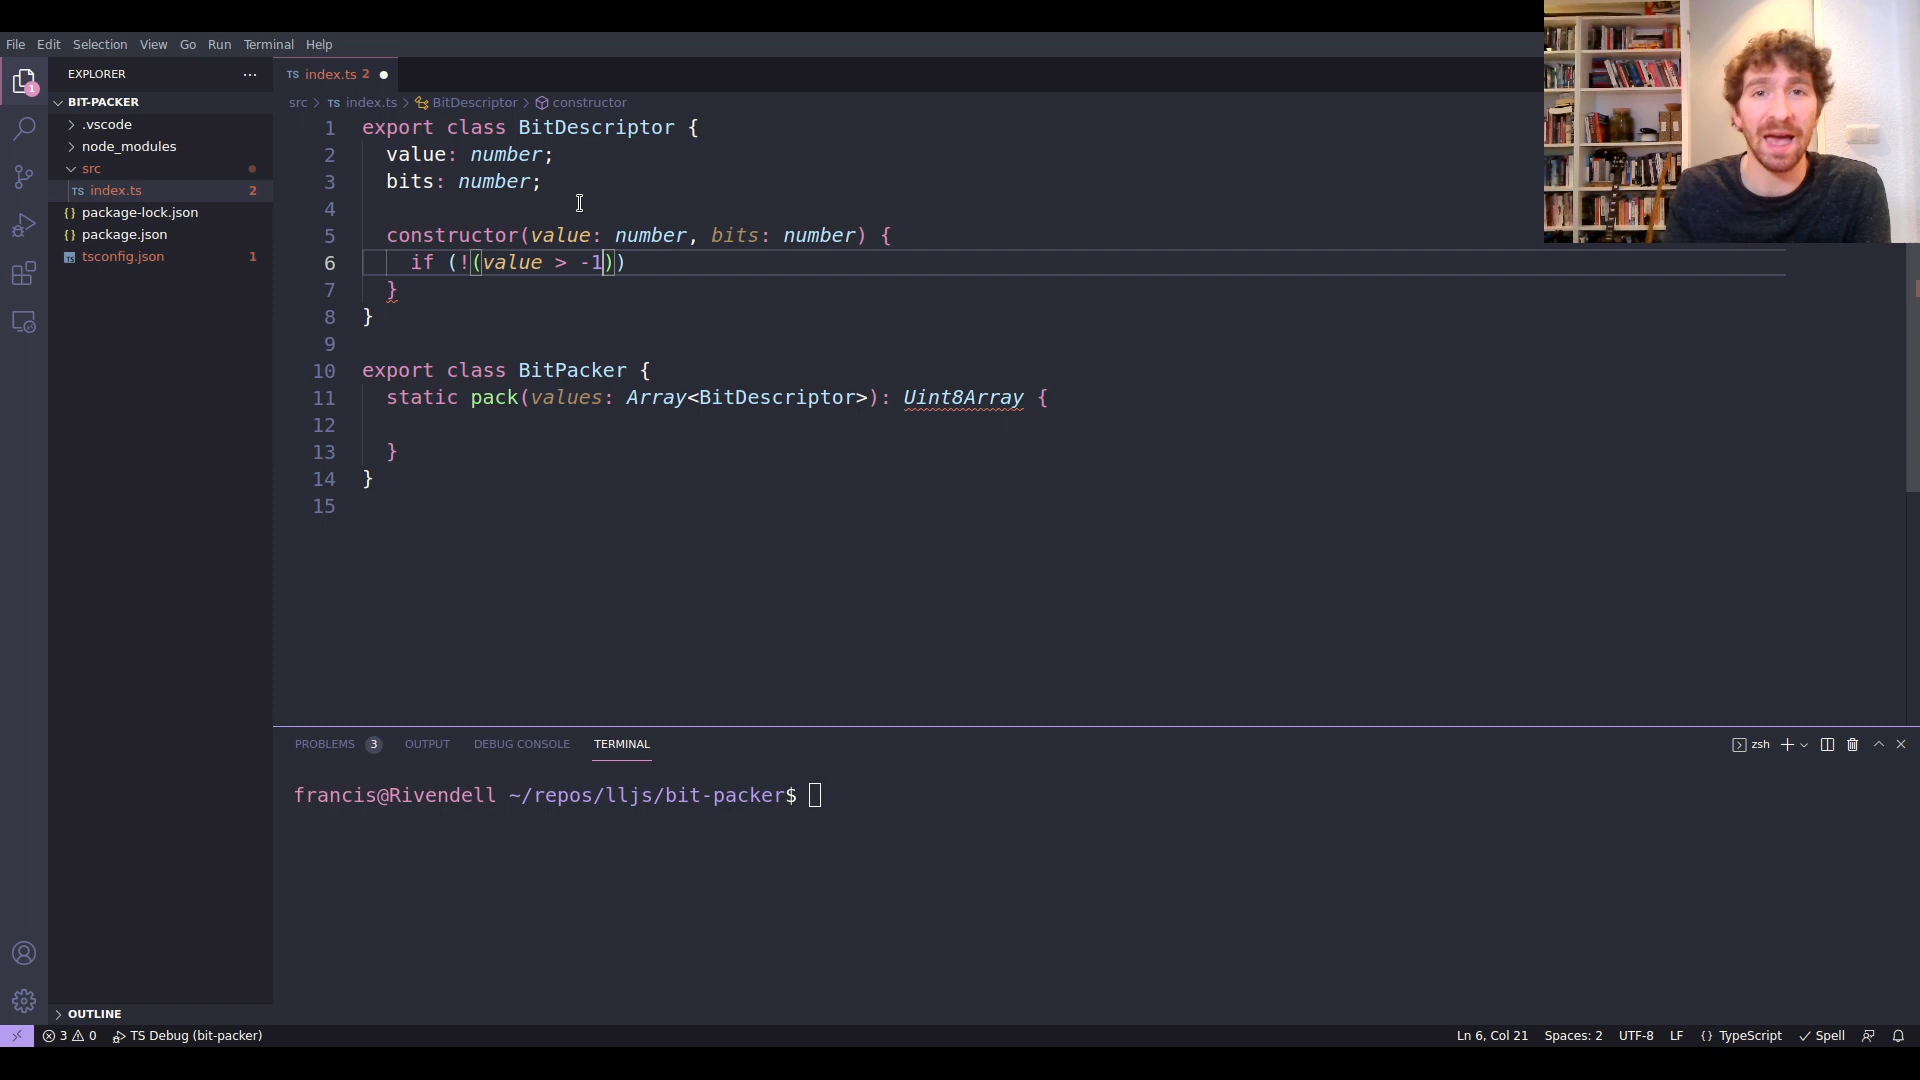 File Edit Selection View Go Run Terminal Help
EXPLORER ···
TS index.ts 2
BIT-PACKER
src > TS index.ts > BitDescriptor > constructor
.vscode
node_modules
src
TS index.ts 2
{} package-lock.json
{} package.json
TS tsconfig.json 1
1
1 export class BitDescriptor {
2 value: number;
3 bits: number;
4
5 constructor(value: number, bits: number) {
6 if (!(value > -1))
7 }
8 }
9
10 export class BitPacker {
11 static pack(values: Array<BitDescriptor>): Uint8Array {
12
13 }
14 }
15
PROBLEMS 3 OUTPUT DEBUG CONSOLE TERMINAL
zsh
francis@Rivendell ~/repos/lljs/bit-packer$
OUTLINE
3 0 TS Debug (bit-packer)
Ln 6, Col 21 Spaces: 2 UTF-8 LF {} TypeScript Spell